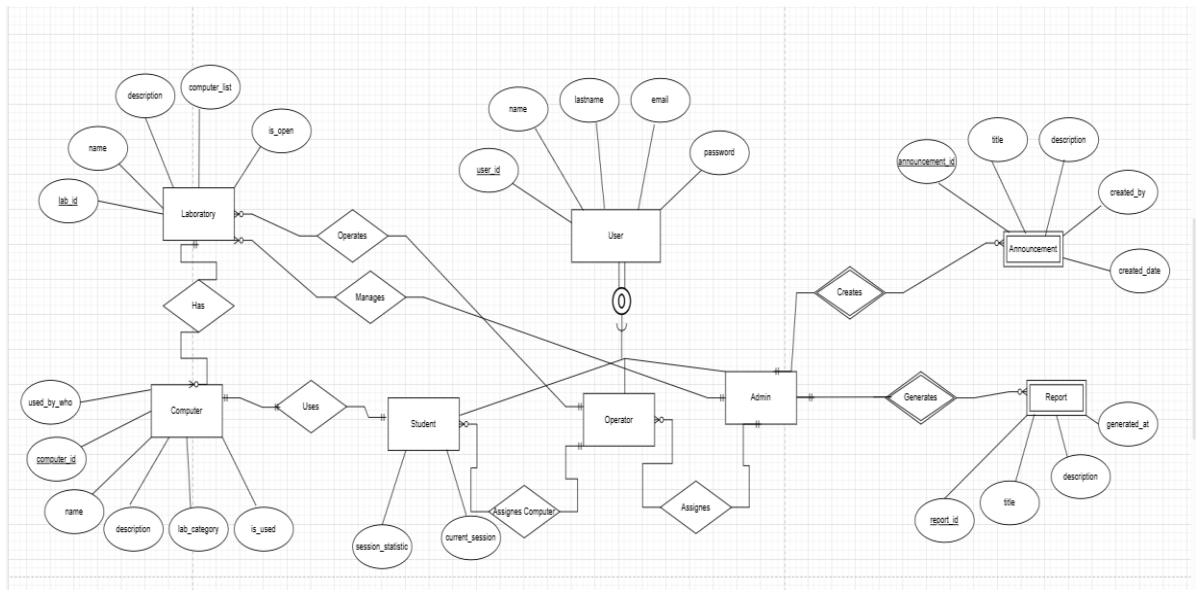 computer_list
description
is_open
name
lab_id
Laboratory
Operates
Manages
Has
name
lastname
email
password
user_id
User
O
announcement_id
title
description
created_by
created_date
Announcement
Creates
used_by_who
Computer
computer_id
name
description
lab_category
is_used
Uses
Student
session_statistic
current_session
Assignes Computer
Operator
Assignes
Admin
Generates
Report
generated_at
description
title
report_id